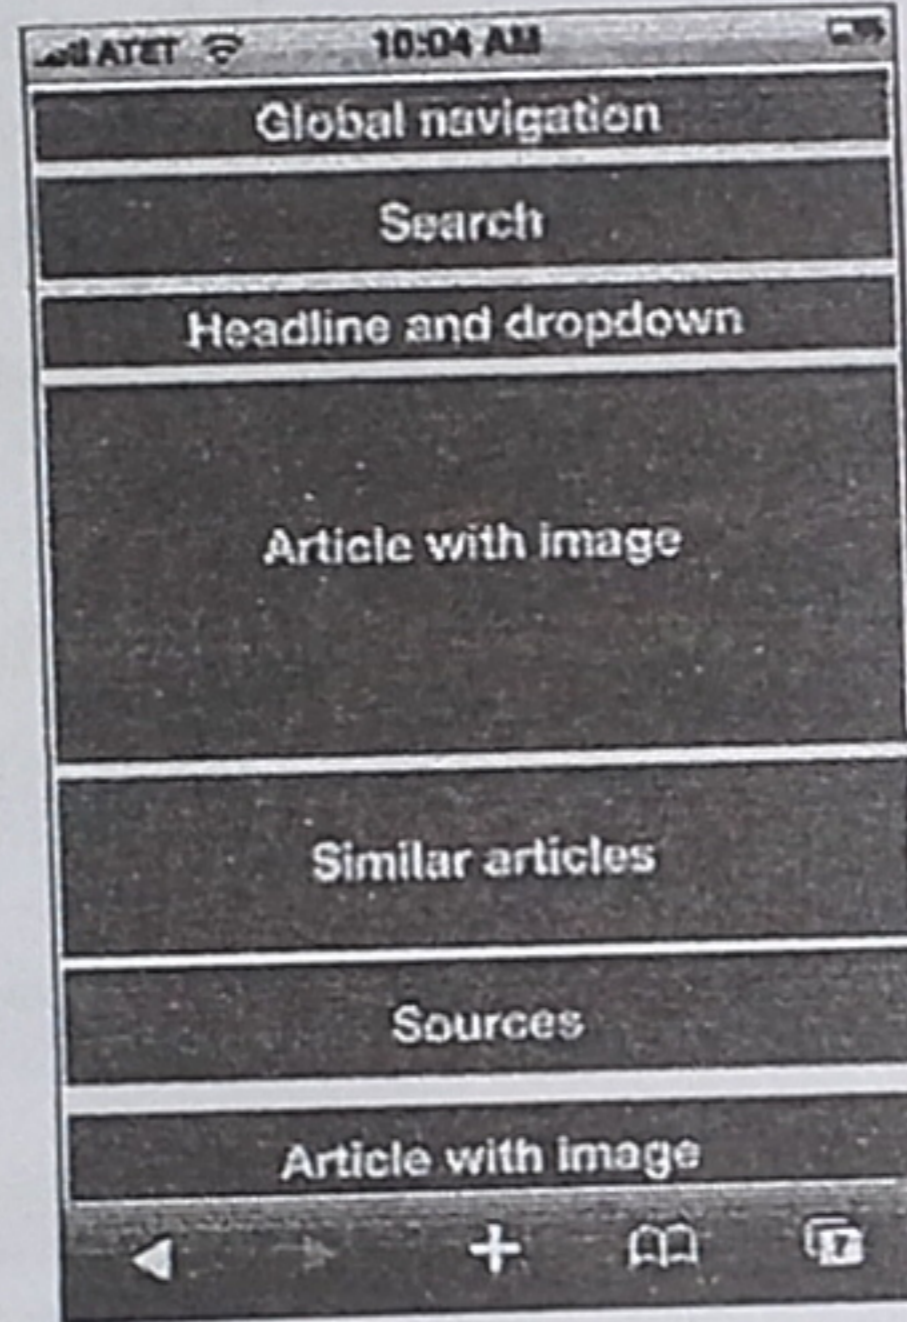 AT&T 10:04 AM
Global navigation
Search
Headline and dropdown
Article with image
Similar articles
Sources
Article with image
7